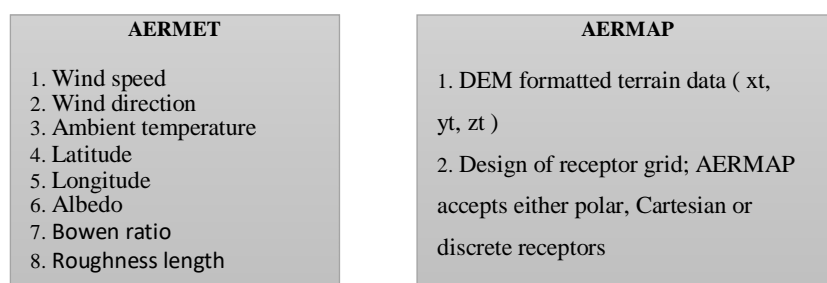 AERMET
1. Wind speed
2. Wind direction
3. Ambient temperature
4. Latitude
5. Longitude
6. Albedo
7. Bowen ratio
8. Roughness length
AERMAP
1. DEM formatted terrain data ( xt,
yt, zt )
2. Design of receptor grid; AERMAP
accepts either polar, Cartesian or
discrete receptors